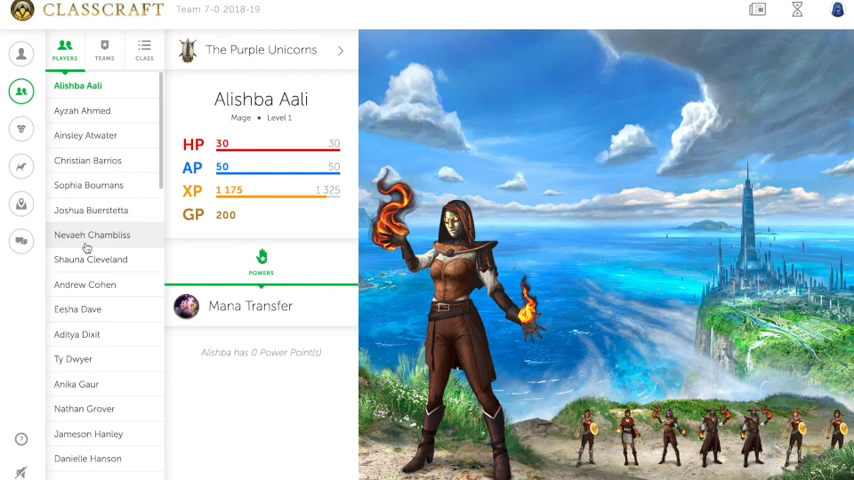 CLASSCRAFT
Team 7-0 2018-19
PLAYERS
TEAMS
CLASS
Alishba Aali
Ayzah Ahmed
Ainsley Atwater
Christian Barrios
Sophia Boumans
Joshua Buerstetta
Nevaeh Chambliss
Shauna Cleveland
Andrew Cohen
Eesha Dave
Aditya Dixit
Ty Dwyer
Anika Gaur
Nathan Grover
Jameson Hanley
Danielle Hanson
The Purple Unicorns
Alishba Aali
Mage • Level 1
HP 30 30
AP 50 50
XP 1 175 1 325
GP 200
POWERS
Mana Transfer
Alishba has 0 Power Point(s)
?